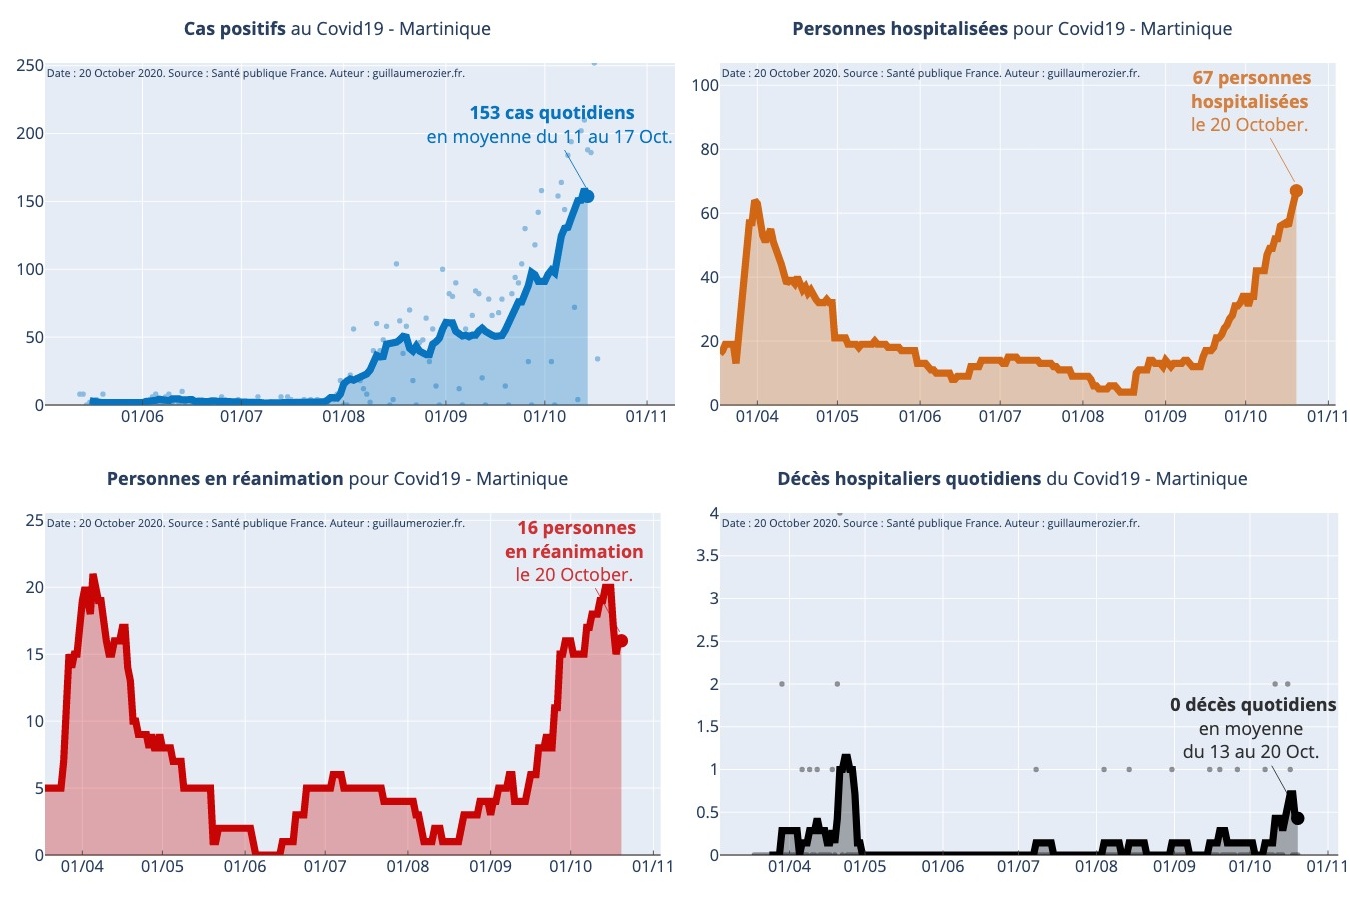 Cas positifs au Covid19 - Martinique
Date : 20 October 2020. Source : Santé publique France. Auteur : guillaumerozier.fr.
153 cas quotidiens
en moyenne du 11 au 17 Oct.
250
200
150
100
50
0
01/06 01/07 01/08 01/09 01/10 01/11
Personnes hospitalisées pour Covid19 - Martinique
Date : 20 October 2020. Source : Santé publique France. Auteur : guillaumerozier.fr.
67 personnes
hospitalisées
le 20 October.
100
80
60
40
20
0
01/04 01/05 01/06 01/07 01/08 01/09 01/10 01/11
Personnes en réanimation pour Covid19 - Martinique
Date : 20 October 2020. Source : Santé publique France. Auteur : guillaumerozier.fr.
16 personnes
en réanimation
le 20 October.
25
20
15
10
5
0
01/04 01/05 01/06 01/07 01/08 01/09 01/10 01/11
Décès hospitaliers quotidiens du Covid19 - Martinique
Date : 20 October 2020. Source : Santé publique France. Auteur : guillaumerozier.fr.
0 décès quotidiens
en moyenne
du 13 au 20 Oct.
4
3.5
3
2.5
2
1.5
1
0.5
0
01/04 01/05 01/06 01/07 01/08 01/09 01/10 01/11